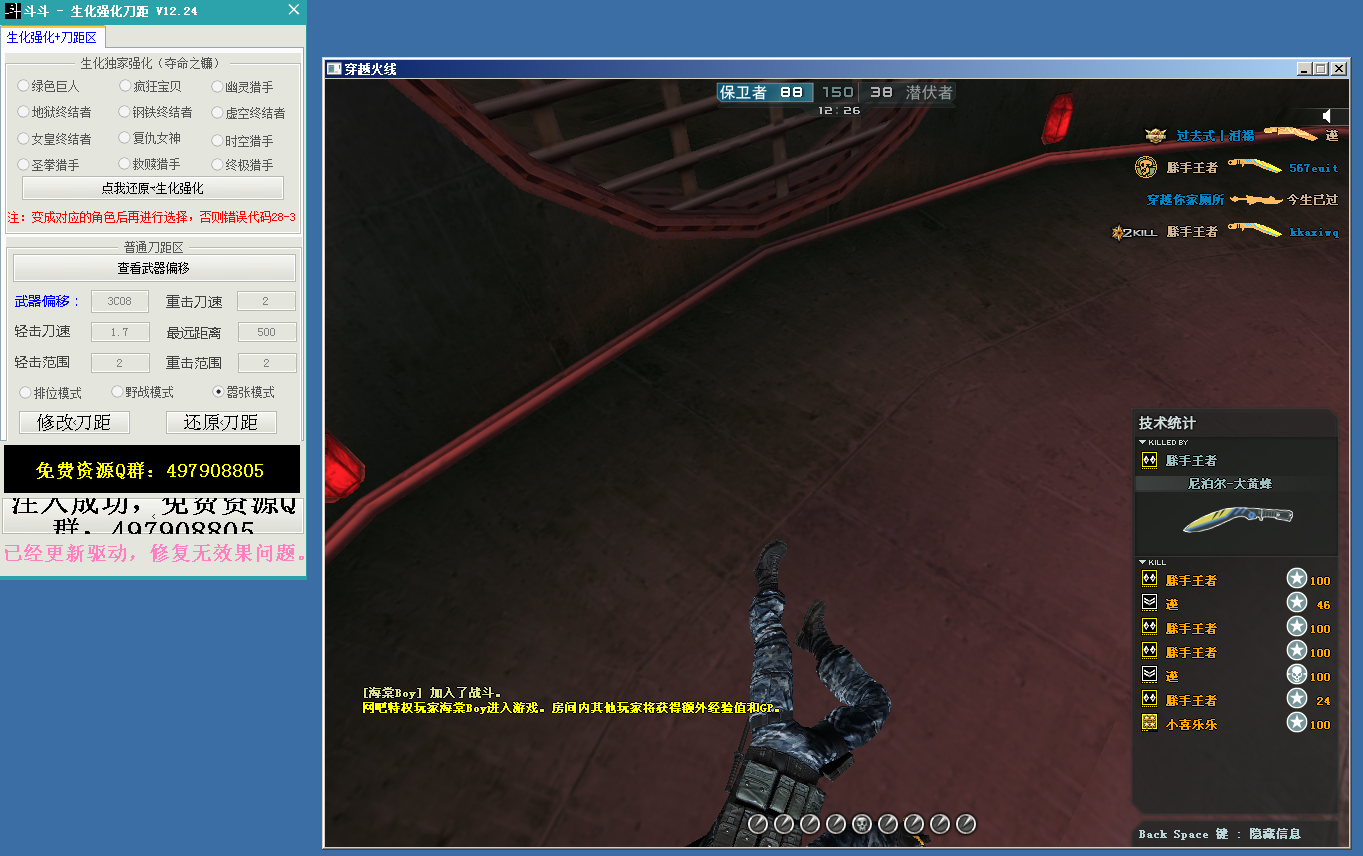 斗斗 - 生化强化刀距 V12.24
生化强化+刀距区
生化独家强化（夺命之镰）
绿色巨人 疯狂宝贝 幽灵猎手
地狱终结者 钢铁终结者 虚空终结者
女皇终结者 复仇女神 时空猎手
圣拳猎手 救赎猎手 终极猎手
点我还原~生化强化
注：变成对应的角色后再进行选择，否则错误代码28-3
普通刀距区
查看武器偏移
武器偏移： 3C08 重击刀速 2
轻击刀速 1.7 最远距离 500
轻击范围 2 重击范围 2
排位模式 野战模式 嚣张模式
修改刀距 还原刀距
免费资源Q群：497908805
注入成功，免费资源Q
群：497908805
已经更新驱动，修复无效果问题。
穿越火线
保卫者 88 150 38 潜伏者
12:26
过去式丨泪禓 謹
滕手王者 567euit
穿越你家厕所 今生已过
2KILL 滕手王者 kkaxiwq
技术统计
KILLED BY
滕手王者
尼泊尔-大黄蜂
KILL
滕手王者 100
謹 46
滕手王者 100
滕手王者 100
謹 100
滕手王者 24
小喜乐乐 100
[海棠Boy] 加入了战斗。
网吧特权玩家海棠Boy进入游戏。房间内其他玩家将获得额外经验值和GP。
Back Space 键 : 隐藏信息